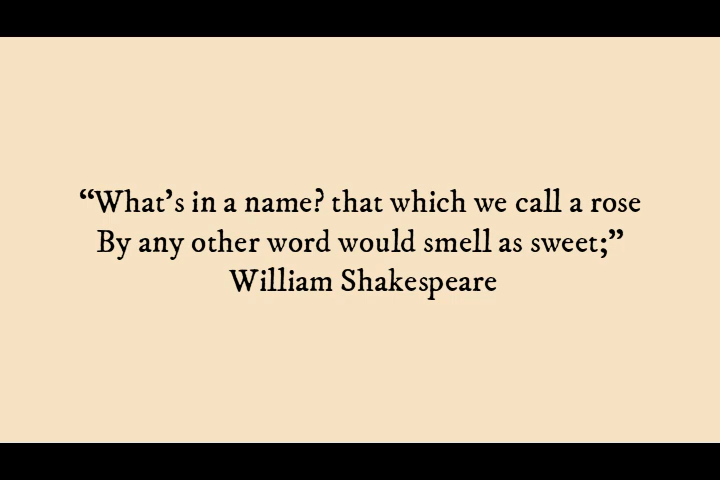 “What’s in a name? that which we call a rose
By any other word would smell as sweet;”
William Shakespeare